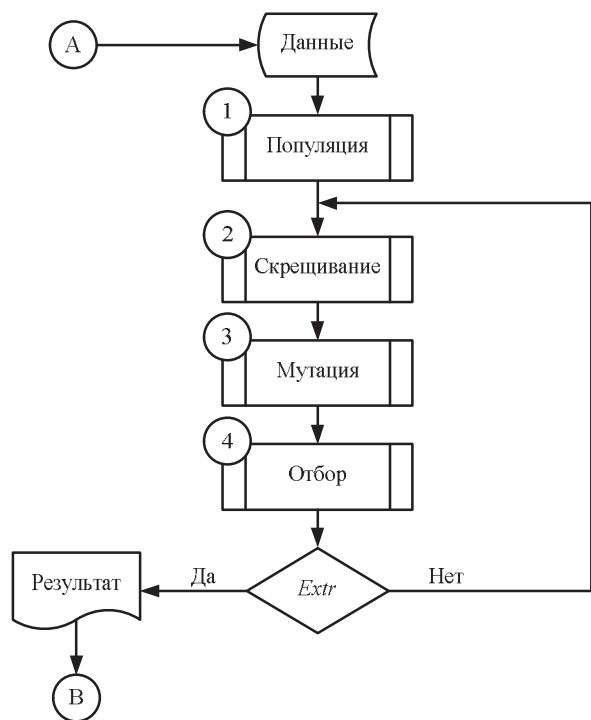 A
Данные
1
Популяция
2
Скрещивание
3
Мутация
4
Отбор
Результат
Да
Extr
Нет
B